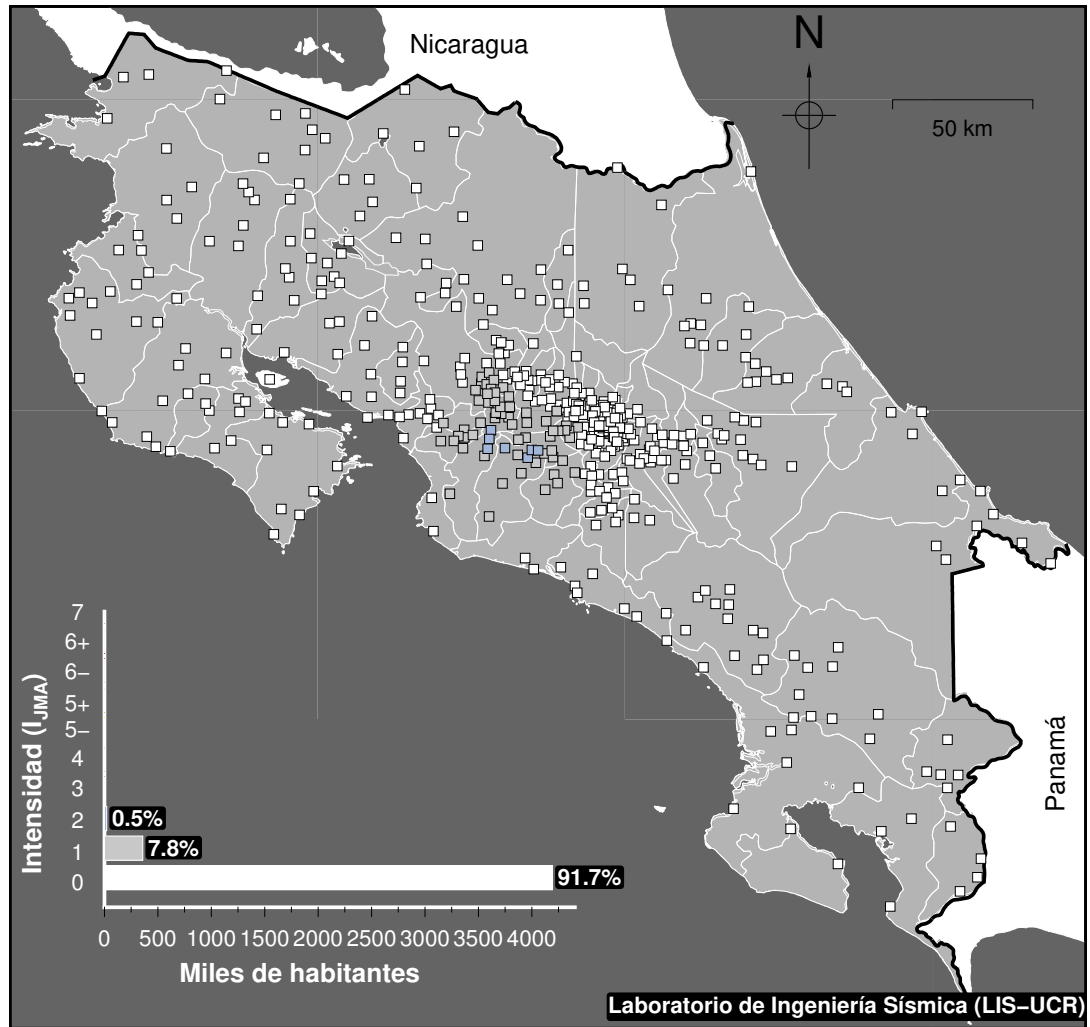 Nicaragua
N
50 km
Panamá
Intensidad (I_JMA)
7
6+
6−
5+
5−
4
3
2
1
0
0.5%
7.8%
91.7%
0 500 1000 1500 2000 2500 3000 3500 4000
Miles de habitantes
Laboratorio de Ingeniería Sísmica (LIS−UCR)